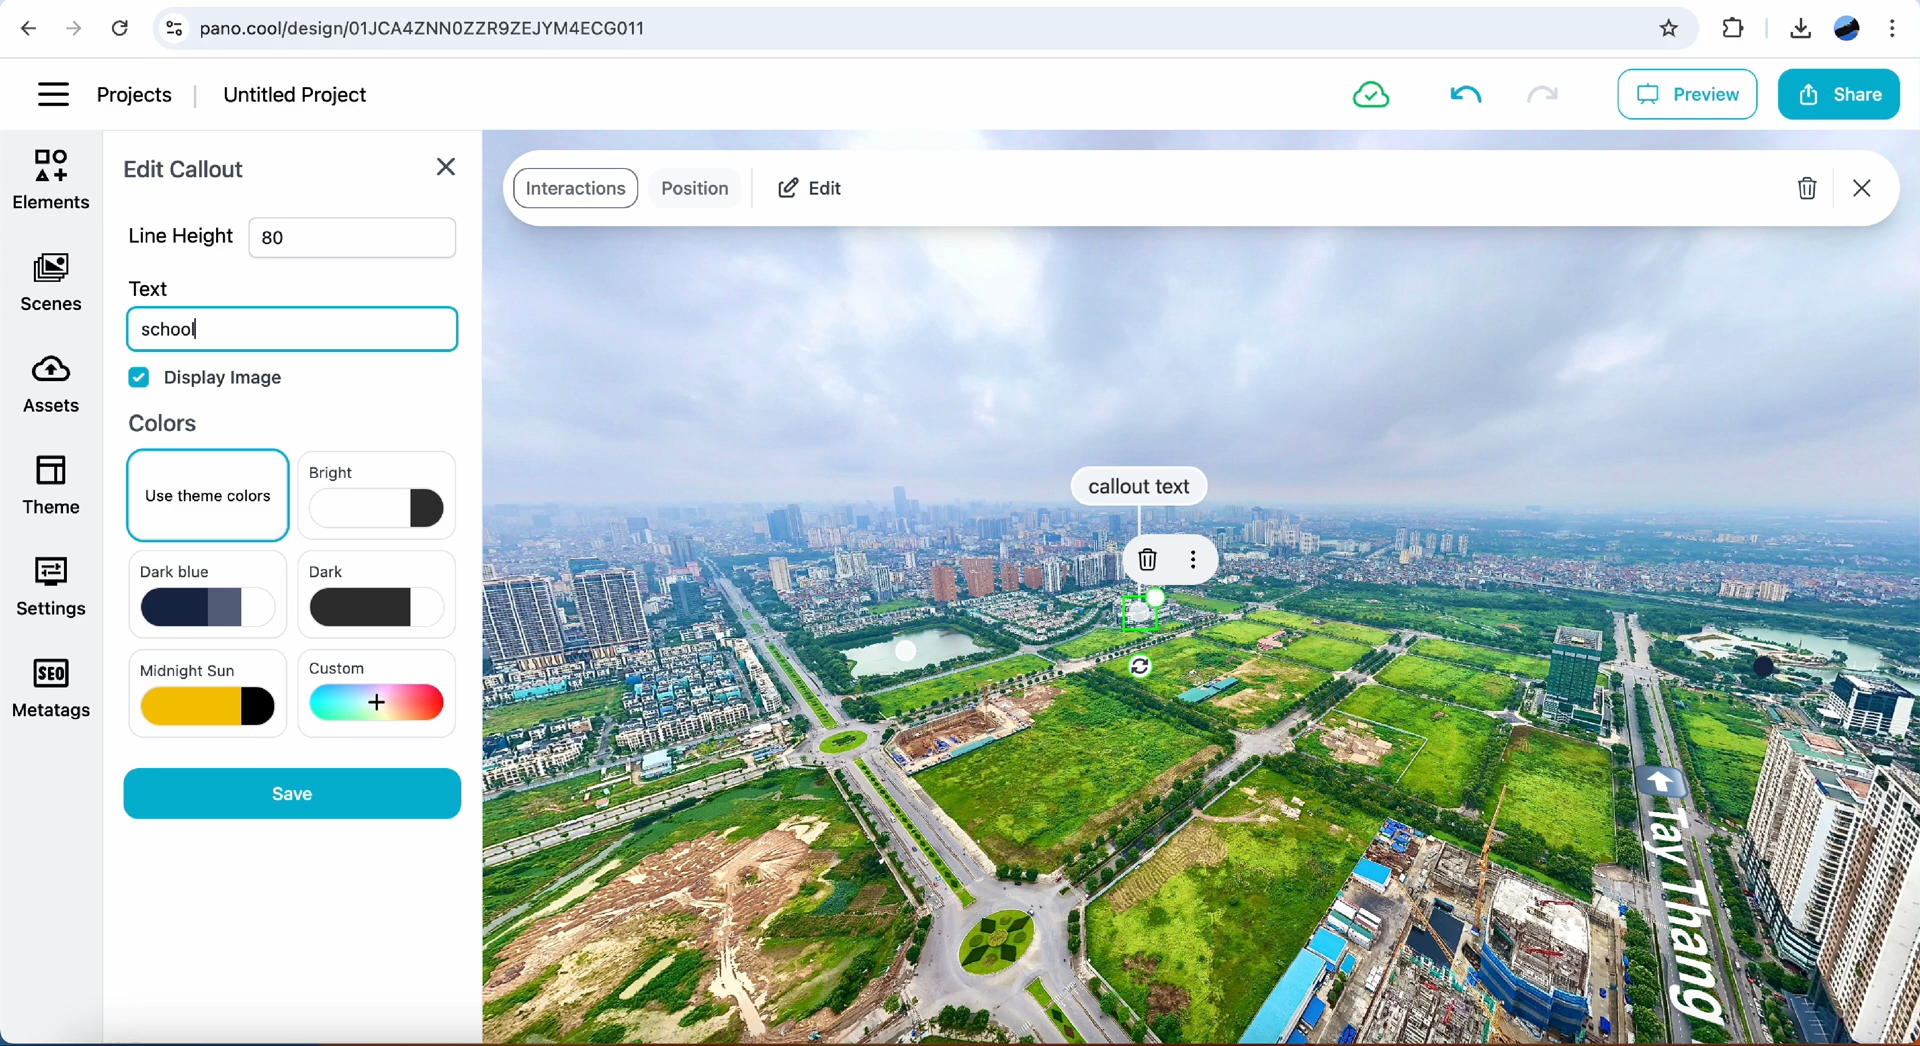 pano.cool/design/01JCA4ZNN0ZZR9ZEJYM4ECG011
Projects | Untitled Project
Preview
Share
Elements
Scenes
Assets
Theme
Settings
SEO
Metatags
Edit Callout
Line Height
80
Text
school
Display Image
Colors
Use theme colors
Bright
Dark blue
Dark
Midnight Sun
Custom
Save
Interactions
Position
Edit
callout text
Tay Thang